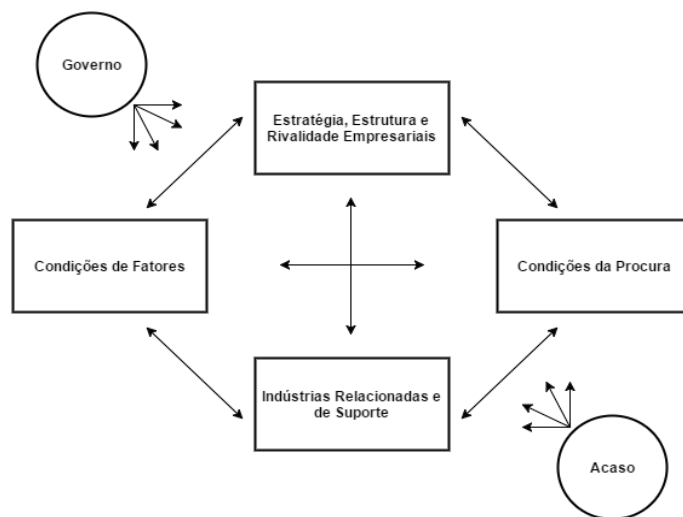 Governo
Estratégia, Estrutura e
Rivalidade Empresariais
Condições de Fatores
Condições da Procura
Indústrias Relacionadas e
de Suporte
Acaso